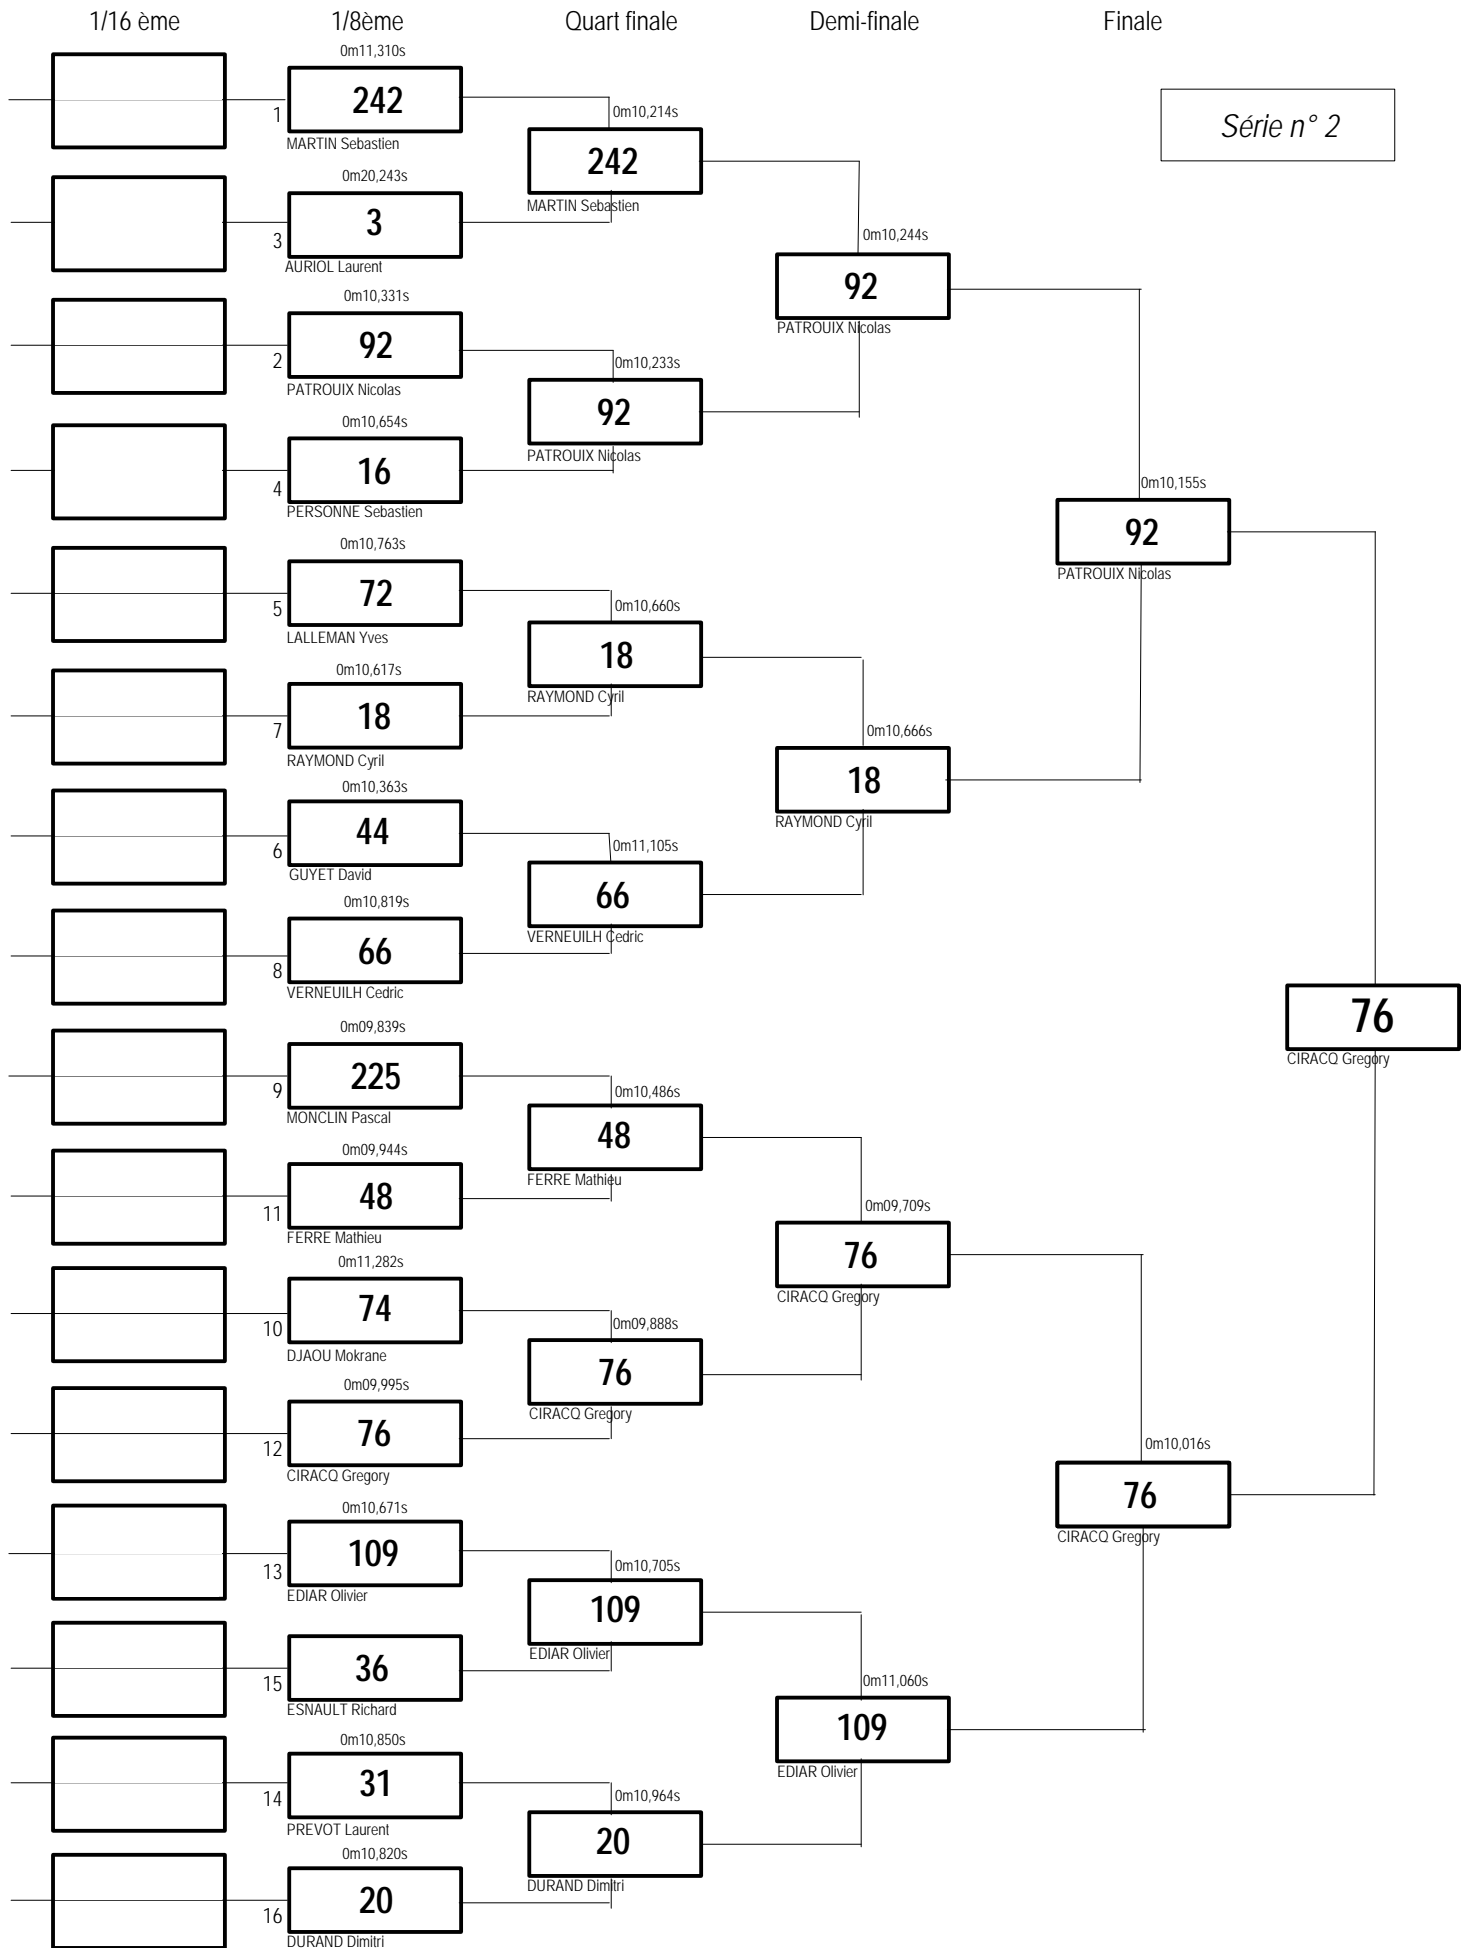 1/16 ème
1/8ème
Quart finale
Demi-finale
Finale
Série n° 2
0m11,310s
1
242
MARTIN Sebastien
0m20,243s
3
3
AURIOL Laurent
0m10,331s
2
92
PATROUIX Nicolas
0m10,654s
4
16
PERSONNE Sebastien
0m10,763s
5
72
LALLEMAN Yves
0m10,617s
7
18
RAYMOND Cyril
0m10,363s
6
44
GUYET David
0m10,819s
8
66
VERNEUILH Cedric
0m09,839s
9
225
MONCLIN Pascal
0m09,944s
11
48
FERRE Mathieu
0m11,282s
10
74
DJAOU Mokrane
0m09,995s
12
76
CIRACQ Gregory
0m10,671s
13
109
EDIAR Olivier
15
36
ESNAULT Richard
0m10,850s
14
31
PREVOT Laurent
0m10,820s
16
20
DURAND Dimitri
0m10,214s
242
MARTIN Sebastien
0m10,233s
92
PATROUIX Nicolas
0m10,660s
18
RAYMOND Cyril
0m11,105s
66
VERNEUILH Cedric
0m10,486s
48
FERRE Mathieu
0m09,888s
76
CIRACQ Gregory
0m10,705s
109
EDIAR Olivier
0m10,964s
20
DURAND Dimitri
0m10,244s
92
PATROUIX Nicolas
0m10,666s
18
RAYMOND Cyril
0m09,709s
76
CIRACQ Gregory
0m11,060s
109
EDIAR Olivier
0m10,155s
92
PATROUIX Nicolas
0m10,016s
76
CIRACQ Gregory
76
CIRACQ Gregory